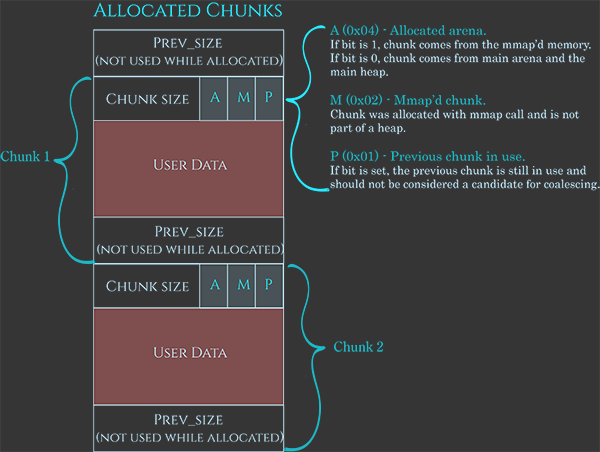 Allocated Chunks
Prev_size
(not used while allocated)
Chunk size A M P
User Data
Prev_size
(not used while allocated)
Chunk size A M P
User Data
Prev_size
(not used while allocated)
Chunk 1
Chunk 2
A (0x04) - Allocated arena.
If bit is 1, chunk comes from the mmap'd memory.
If bit is 0, chunk comes from main arena and the
main heap.
M (0x02) - Mmap'd chunk.
Chunk was allocated with mmap call and is not
part of a heap.
P (0x01) - Previous chunk in use.
If bit is set, the previous chunk is still in use and
should not be considered a candidate for coalescing.